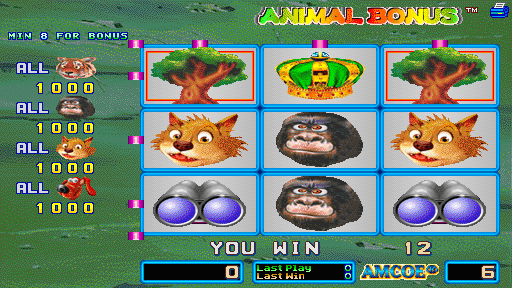 ANIMAL BONUS™
MIN 8 FOR BONUS
ALL
1000
ALL
1000
ALL
1000
ALL
1000
YOU WIN 12
0
Last Play 0
Last Win 0
AMCOE
6